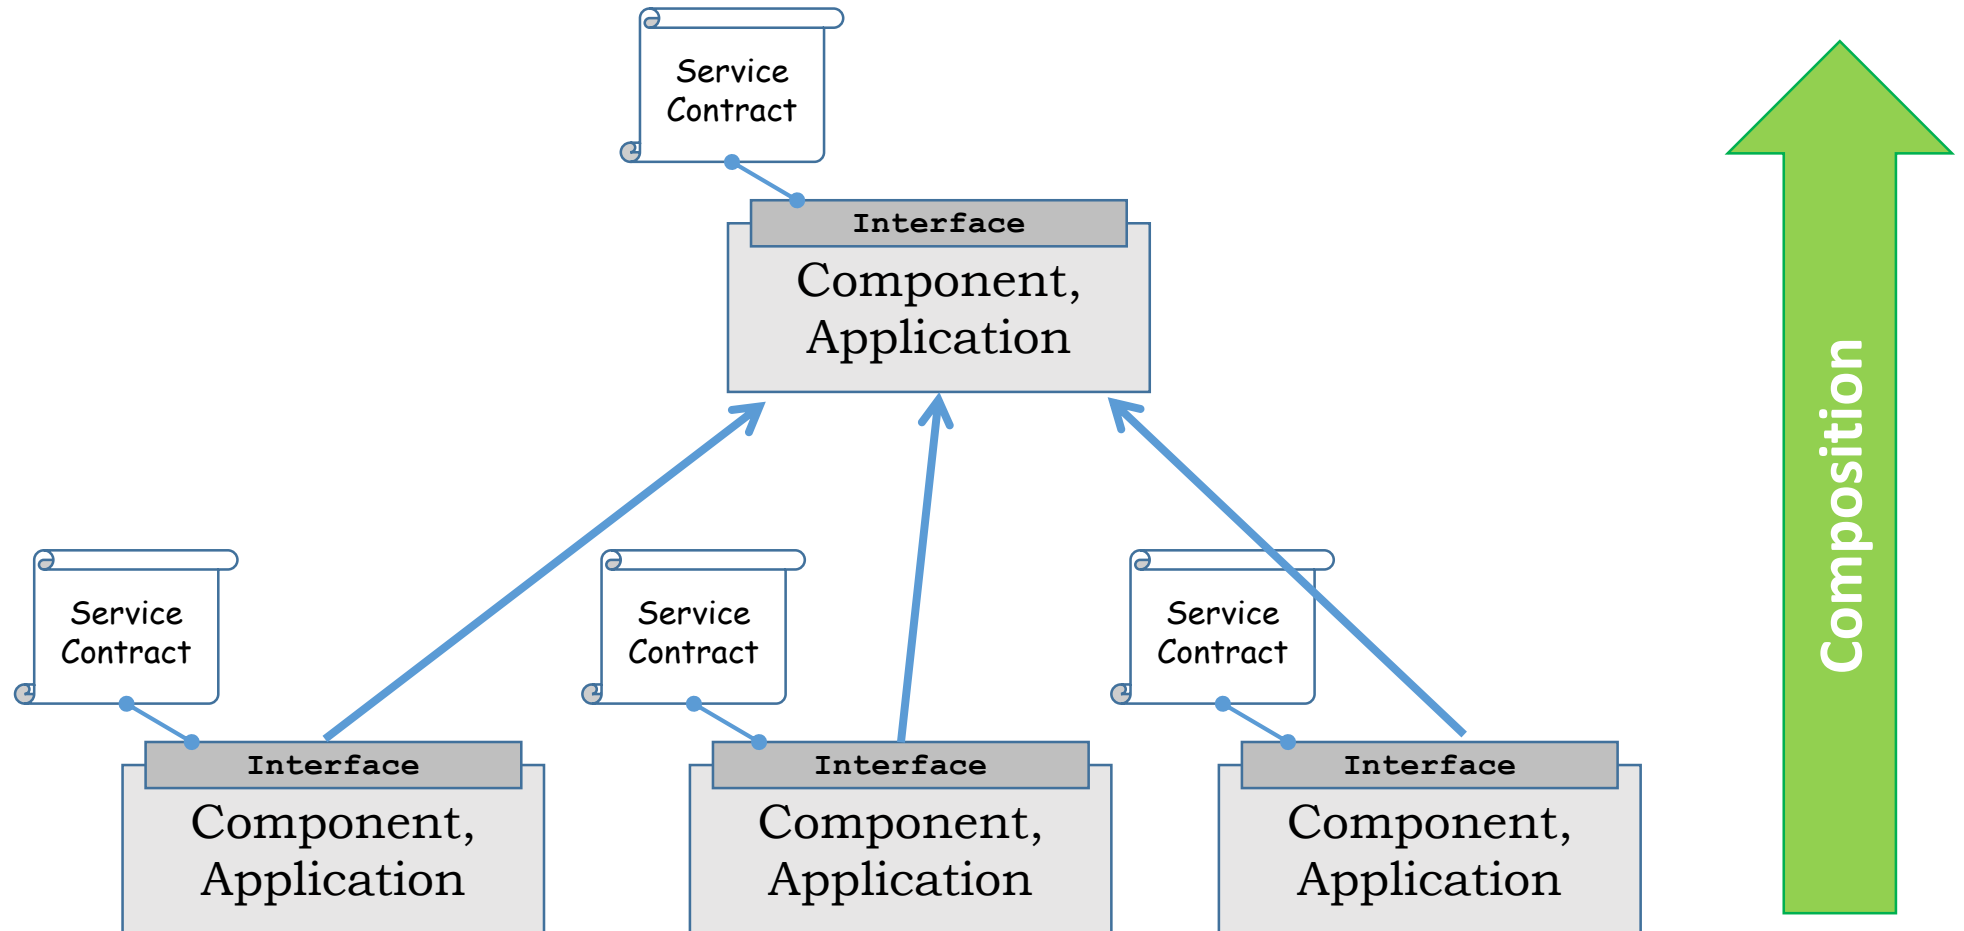 Service
Contract
Interface
Component,
Application
Composition
Service
Contract
Service
Contract
Service
Contract
Interface
Interface
Interface
Component,
Application
Component,
Application
Component,
Application